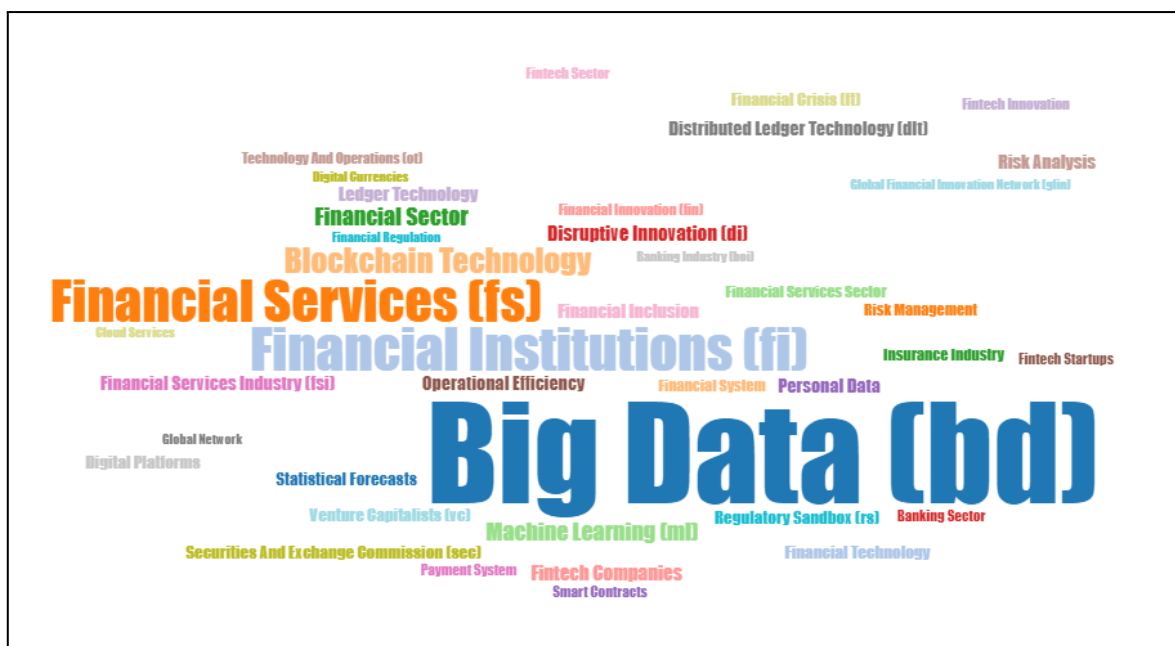 Fintech Sector
Financial Crisis (ft)
Fintech Innovation
Distributed Ledger Technology (dlt)
Technology And Operations (ot)
Risk Analysis
Digital Currencies
Global Financial Innovation Network (gfin)
Ledger Technology
Financial Innovation (fin)
Financial Sector
Disruptive Innovation (di)
Financial Regulation
Banking Industry (boi)
Blockchain Technology
Financial Services Sector
Financial Services (fs)
Financial Inclusion
Risk Management
Cloud Services
Financial Institutions (fi)
Insurance Industry
Fintech Startups
Financial Services Industry (fsi)
Operational Efficiency
Financial System
Personal Data
Big Data (bd)
Global Network
Digital Platforms
Statistical Forecasts
Venture Capitalists (vc)
Regulatory Sandbox (rs)
Banking Sector
Machine Learning (ml)
Securities And Exchange Commission (sec)
Financial Technology
Payment System
Fintech Companies
Smart Contracts